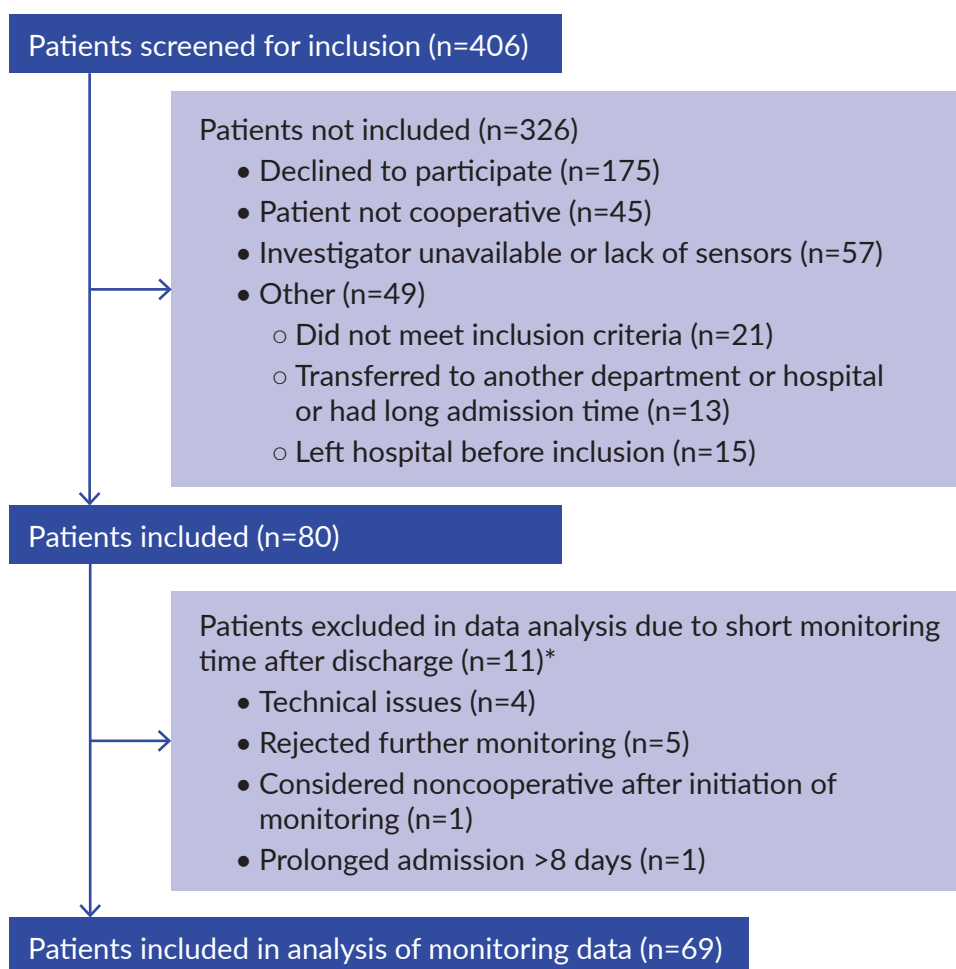 Patients screened for inclusion (n=406)
Patients not included (n=326)
• Declined to participate (n=175)
• Patient not cooperative (n=45)
• Investigator unavailable or lack of sensors (n=57)
• Other (n=49)
○ Did not meet inclusion criteria (n=21)
○ Transferred to another department or hospital
or had long admission time (n=13)
○ Left hospital before inclusion (n=15)
Patients included (n=80)
Patients excluded in data analysis due to short monitoring
time after discharge (n=11)*
• Technical issues (n=4)
• Rejected further monitoring (n=5)
• Considered noncooperative after initiation of
monitoring (n=1)
• Prolonged admission >8 days (n=1)
Patients included in analysis of monitoring data (n=69)